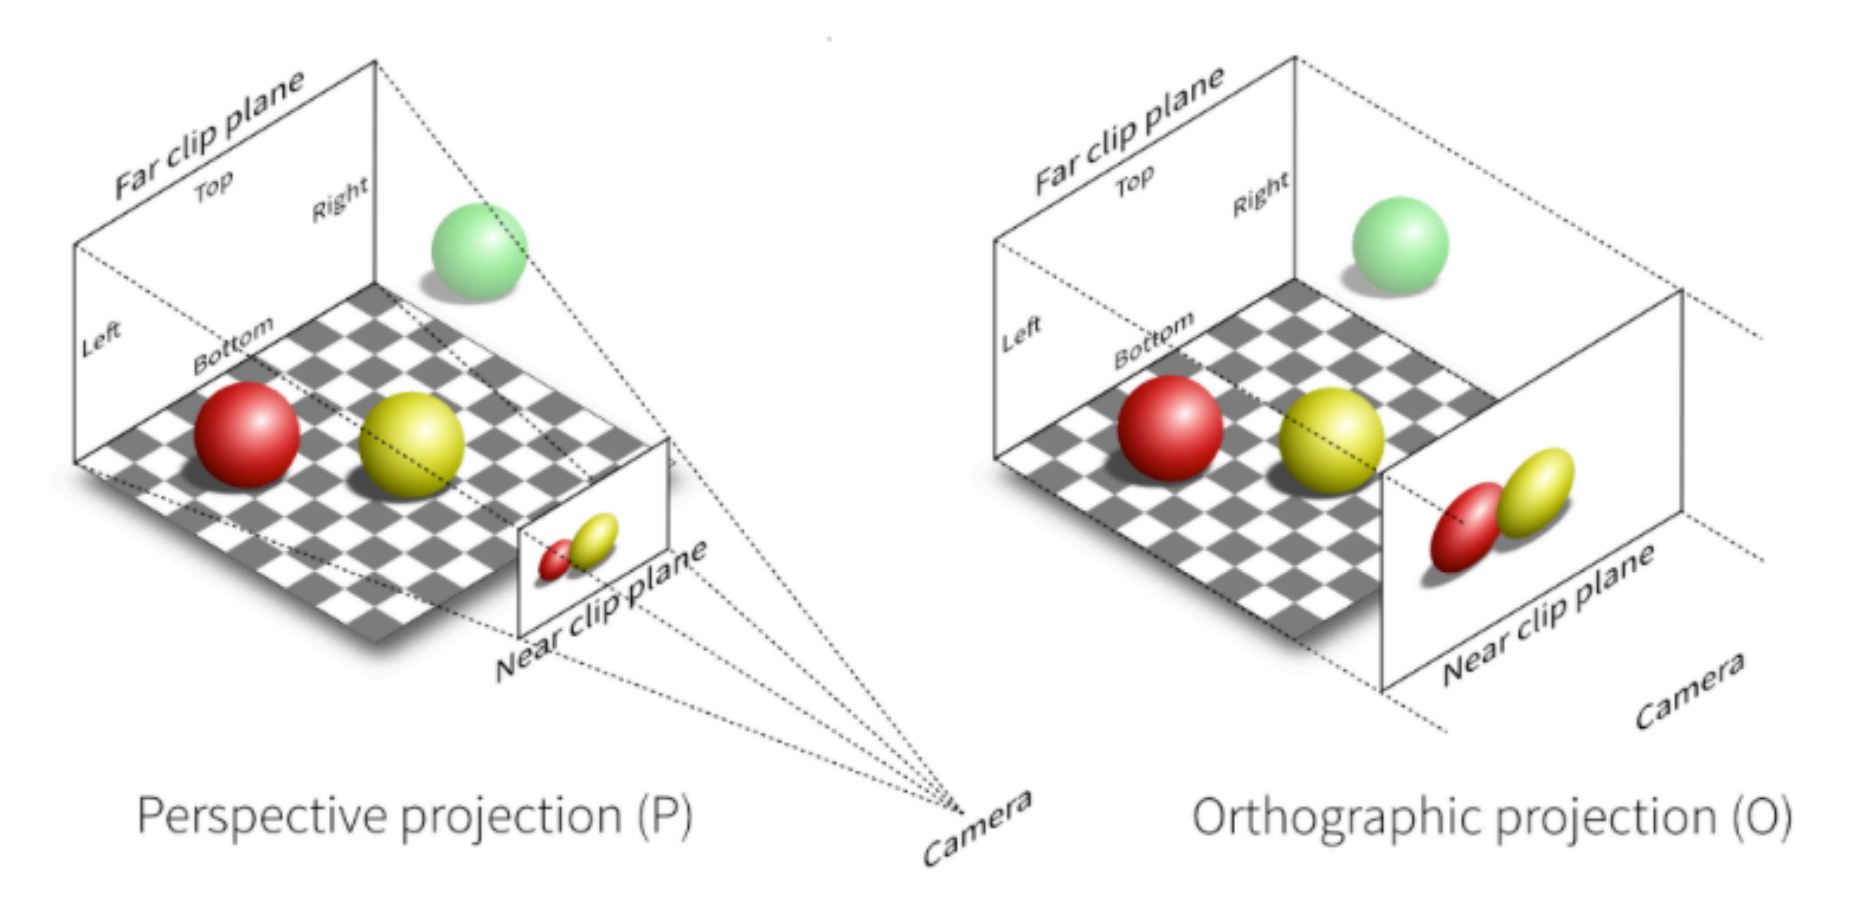 Far clip plane
Top
Right
Left
Bottom
Near clip plane
Camera
Perspective projection (P)
Far clip plane
Top
Right
Left
Bottom
Near clip plane
Camera
Orthographic projection (O)